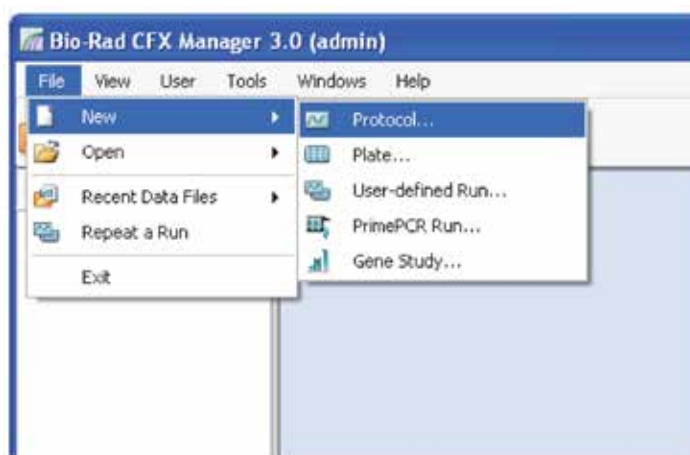 Bio-Rad CFX Manager 3.0 (admin)
File View User Tools Windows Help
New
Open
Recent Data Files
Repeat a Run
Exit
Protocol...
Plate...
User-defined Run...
PrimePCR Run...
Gene Study...